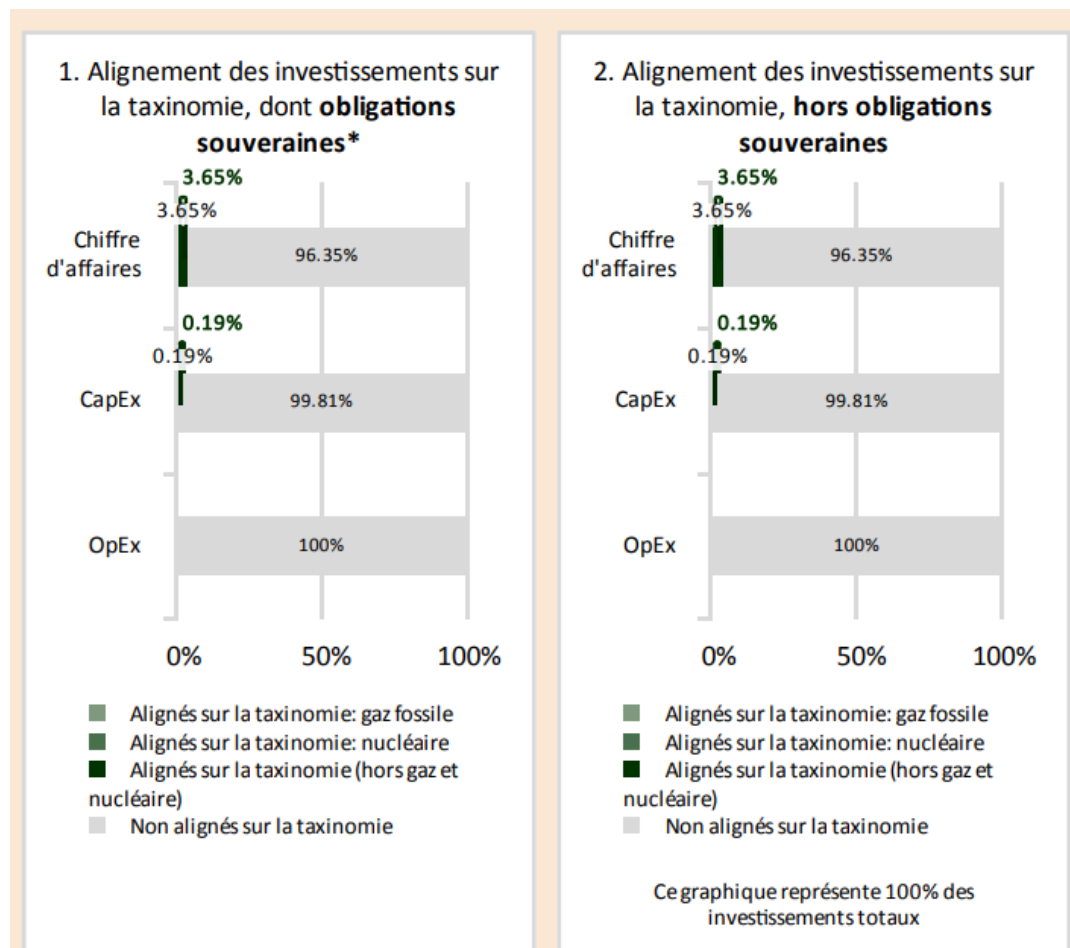 1. Alignement des investissements sur
la taxinomie, dont obligations
souveraines*
3.65%
3.65%
Chiffre
d'affaires
96.35%
0.19%
0.19%
CapEx
99.81%
OpEx
100%
0%
50%
100%
Alignés sur la taxinomie: gaz fossile
Alignés sur la taxinomie: nucléaire
Alignés sur la taxinomie (hors gaz et
nucléaire)
Non alignés sur la taxinomie
2. Alignement des investissements sur
la taxinomie, hors obligations
souveraines
3.65%
3.65%
Chiffre
d'affaires
96.35%
0.19%
0.19%
CapEx
99.81%
OpEx
100%
0%
50%
100%
Alignés sur la taxinomie: gaz fossile
Alignés sur la taxinomie: nucléaire
Alignés sur la taxinomie (hors gaz et
nucléaire)
Non alignés sur la taxinomie
Ce graphique représente 100% des
investissements totaux